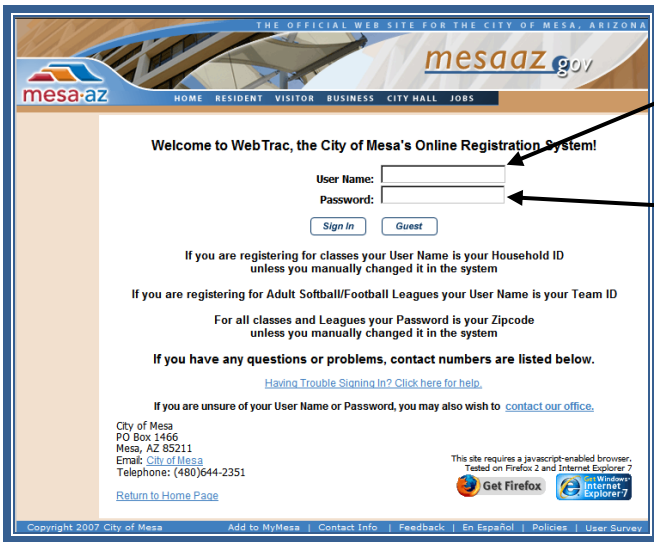 THE OFFICIAL WEB SITE FOR THE CITY OF MESA, ARIZONA
mesaaz.gov
mesa·az
HOME RESIDENT VISITOR BUSINESS CITY HALL JOBS
Welcome to WebTrac, the City of Mesa's Online Registration System!
User Name:
Password:
Sign In Guest
If you are registering for classes your User Name is your Household ID
unless you manually changed it in the system
If you are registering for Adult Softball/Football Leagues your User Name is your Team ID
For all classes and Leagues your Password is your Zipcode
unless you manually changed it in the system
If you have any questions or problems, contact numbers are listed below.
Having Trouble Signing In? Click here for help.
If you are unsure of your User Name or Password, you may also wish to contact our office.
City of Mesa
PO Box 1466
Mesa, AZ 85211
Email: City of Mesa
Telephone: (480)644-2351
This site requires a javascript-enabled browser.
Tested on Firefox 2 and Internet Explorer 7
Get Firefox
Get Windows
Internet
Explorer 7
Return to Home Page
Copyright 2007 City of Mesa Add to MyMesa | Contact Info | Feedback | En Español | Policies | User Survey